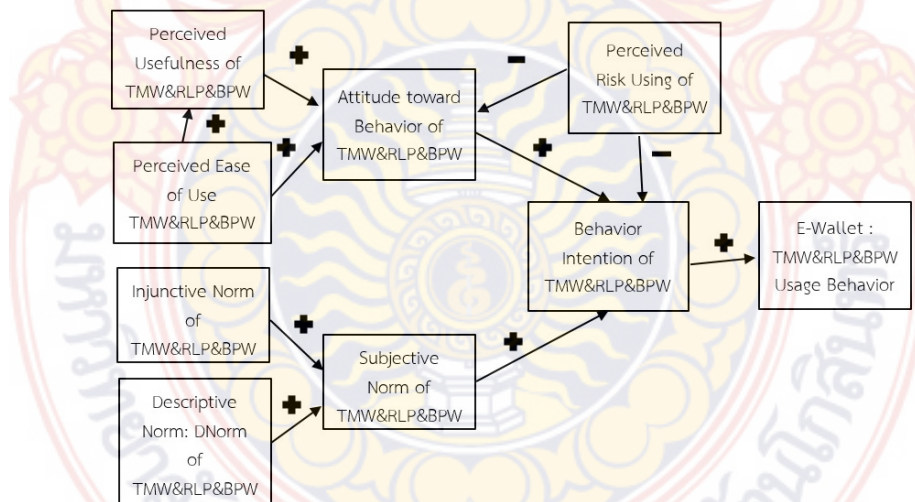 Perceived
Usefulness of
TMW&RLP&BPW
Perceived
Risk Using of
TMW&RLP&BPW
Attitude toward
Behavior of
TMW&RLP&BPW
Perceived Ease
of Use
TMW&RLP&BPW
Behavior
Intention of
TMW&RLP&BPW
E-Wallet :
TMW&RLP&BPW
Usage Behavior
Injunctive Norm
of
TMW&RLP&BPW
Subjective
Norm of
TMW&RLP&BPW
Descriptive
Norm: DNorm
of
TMW&RLP&BPW